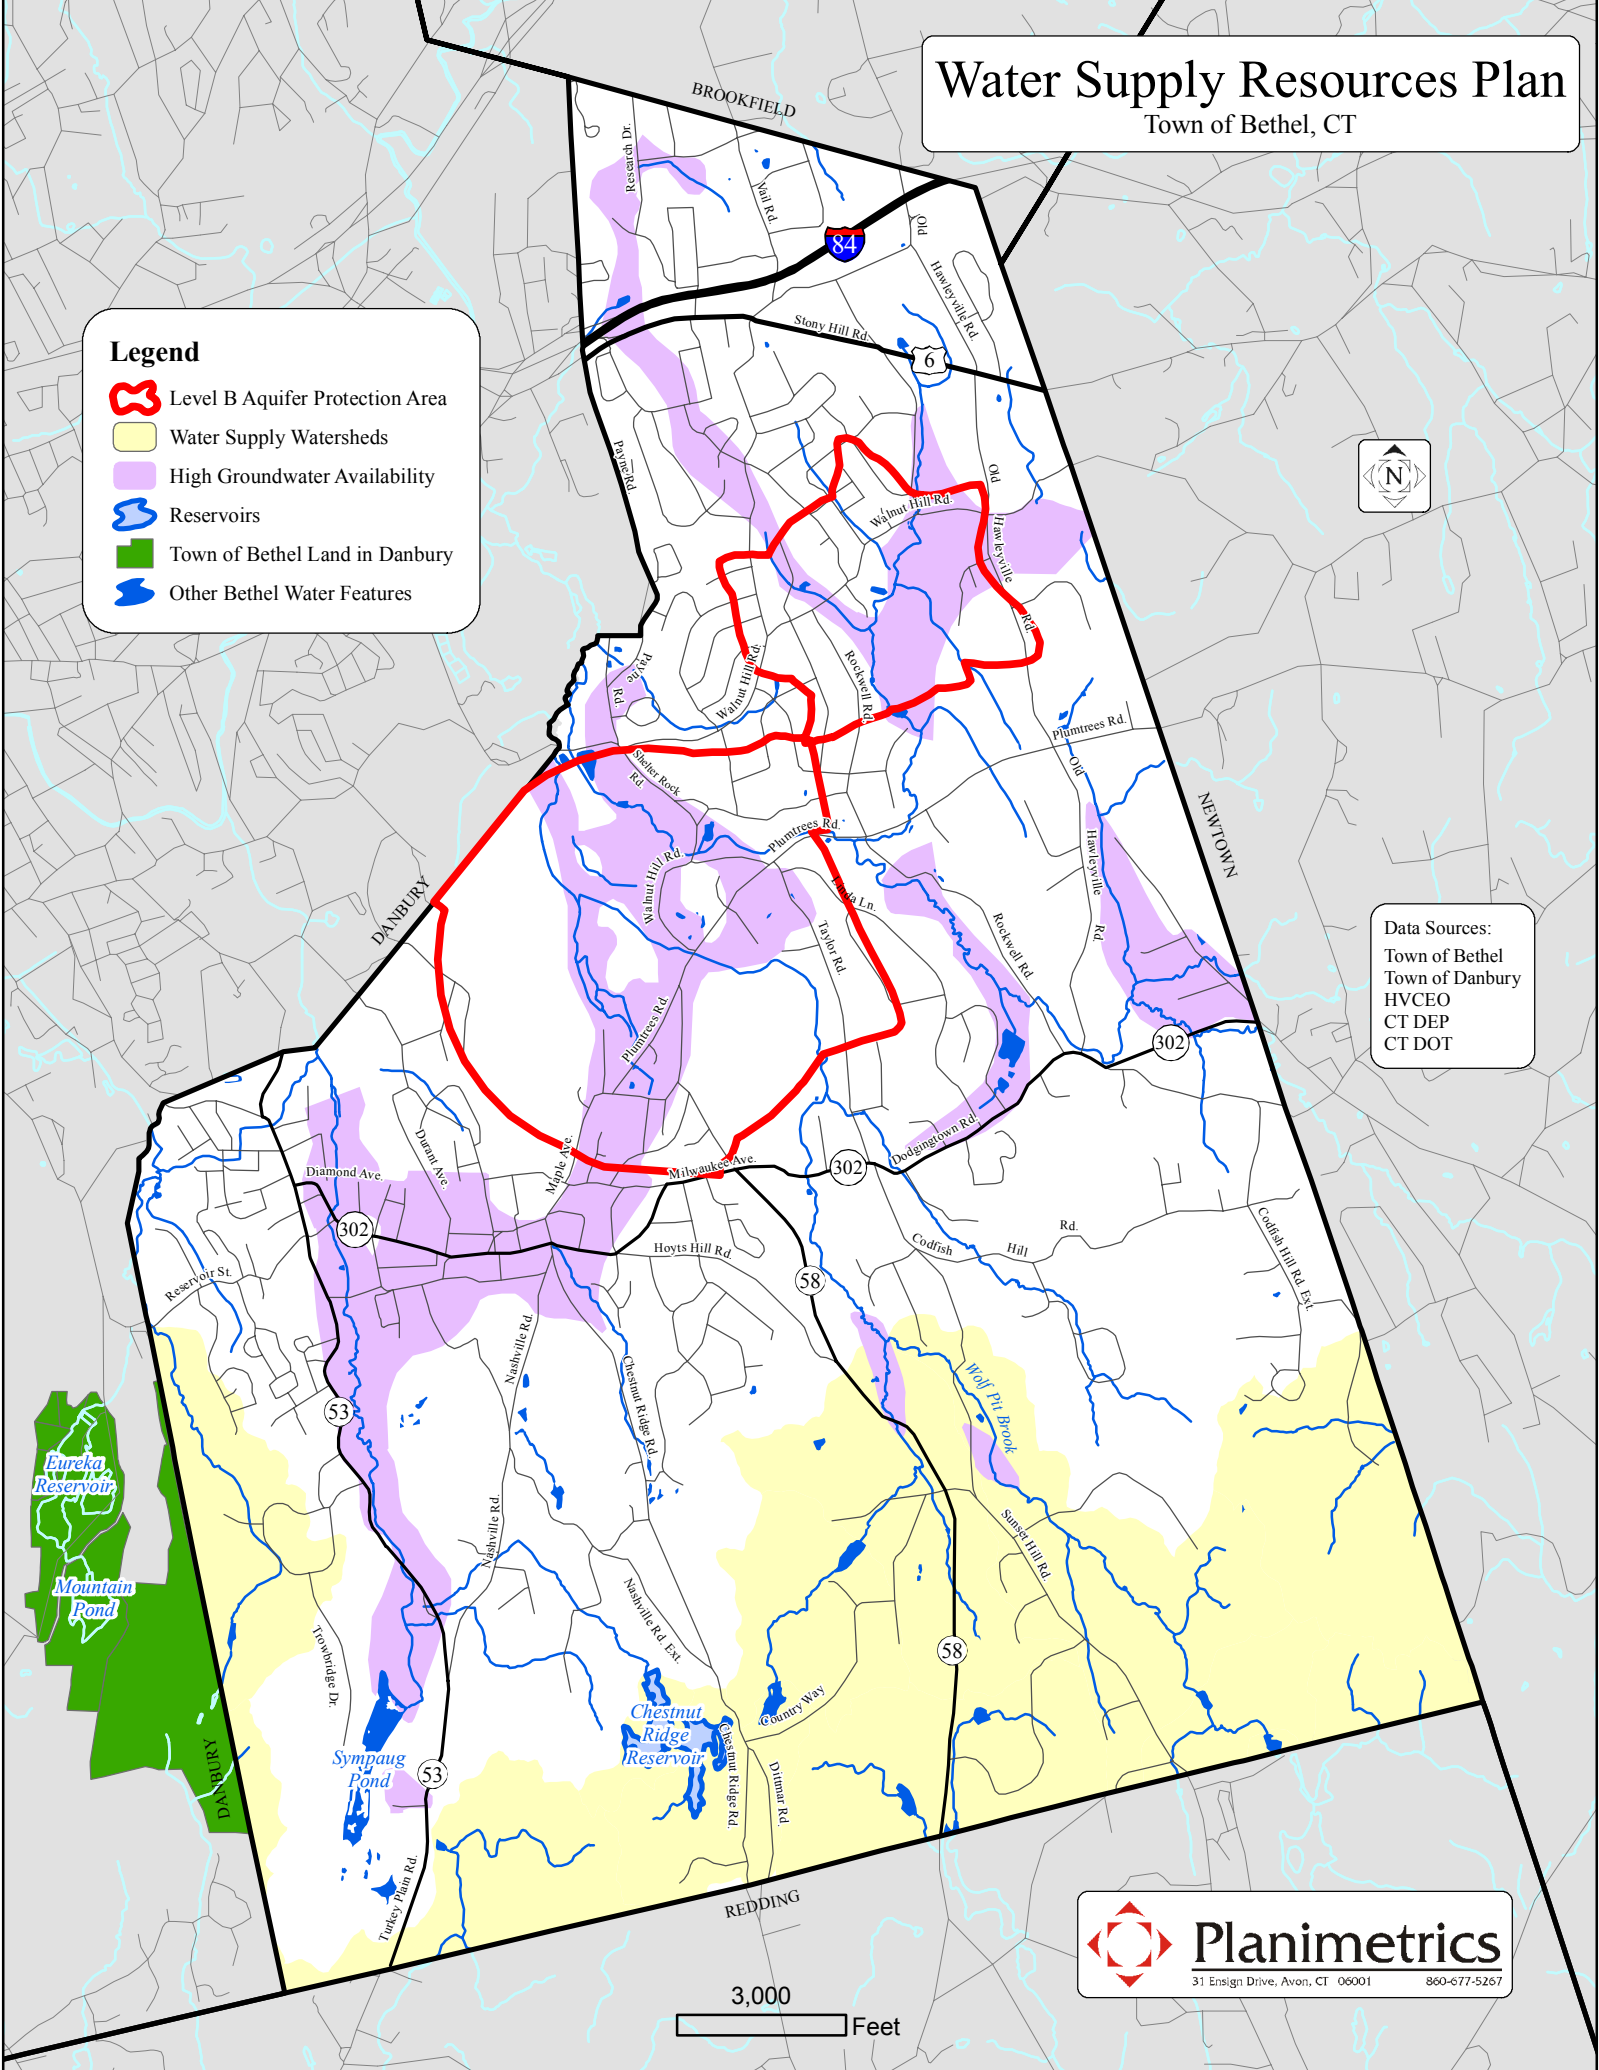 Water Supply Resources Plan
Town of Bethel, CT
BROOKFIELD
Research Dr.
Vail Rd.
Old
Hawleyville Rd.
84
Stony Hill Rd.
6
Legend
Level B Aquifer Protection Area
Water Supply Watersheds
High Groundwater Availability
Reservoirs
Town of Bethel Land in Danbury
Other Bethel Water Features
Payne Rd.
Old
Hawleyville
Rd.
Walnut Hill Rd.
N
Payne
Rd.
Walnut Hill Rd.
Rockwell Rd.
Plumtrees Rd.
Old
Hawleyville
Rd.
Shelter Rock
Rd.
Plumtrees Rd.
NEWTOWN
Walnut Hill Rd.
Linda Ln.
Taylor Rd.
Rockwell Rd.
DANBURY
Data Sources:
Town of Bethel
Town of Danbury
HVCEO
CT DEP
CT DOT
Plumtrees Rd.
302
Dodgingtown Rd.
Durant Ave.
Maple Ave.
Diamond Ave.
Milwaukee Ave.
302
302
Reservoir St.
Hoyts Hill Rd.
Codfish
Hill
Rd.
Codfish Hill Rd. Ext.
58
Nashville Rd.
Chestnut Ridge Rd.
Wolf Pit Brook
53
Eureka
Reservoir
Nashville Rd.
Sunset Hill Rd.
Mountain
Pond
Nashville Rd. Ext.
Trowbridge Dr.
58
Country Way
Chestnut
Ridge
Reservoir
Chestnut Ridge Rd.
Dittmar Rd.
Sympaug
Pond
53
DANBURY
Turkey Plain Rd.
REDDING
Planimetrics
31 Ensign Drive, Avon, CT 06001 860-677-5267
3,000
Feet